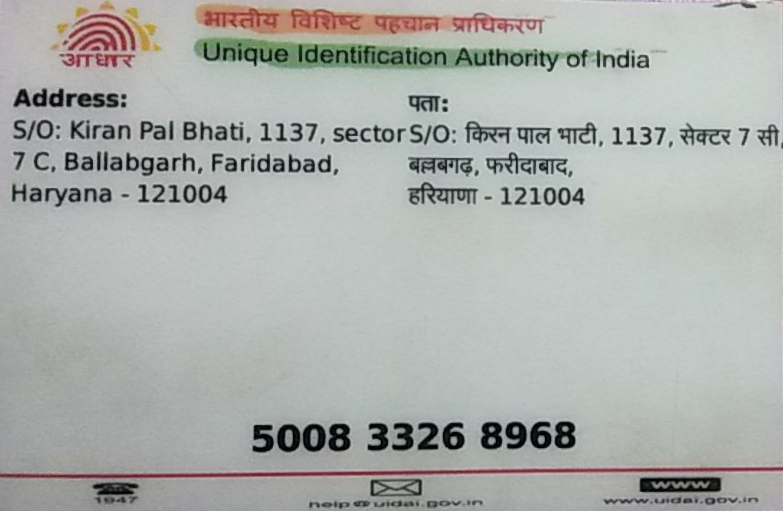 भारतीय विशिष्ट पहचान प्राधिकरण
आधार
Unique Identification Authority of India
Address:
S/O: Kiran Pal Bhati, 1137, sector
7 C, Ballabgarh, Faridabad,
Haryana - 121004
पता:
S/O: किरन पाल भाटी, 1137, सेक्टर 7 सी,
बल्लबगढ़, फरीदाबाद,
हरियाणा - 121004
5008 3326 8968
1947
help@uidai.gov.in
WWW
www.uidai.gov.in